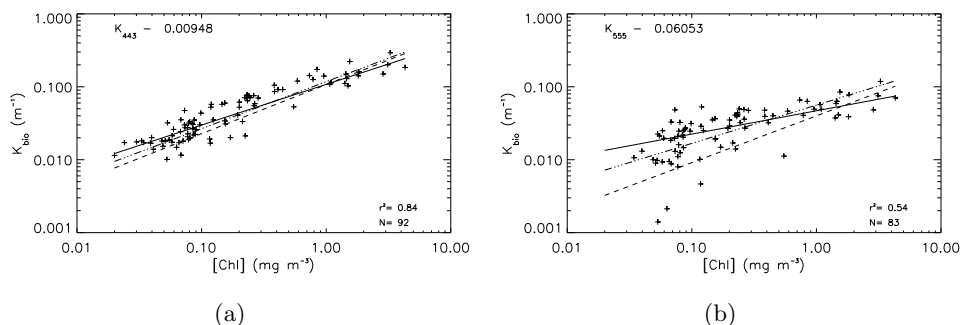 K443 − 0.00948
1.000
0.100
0.010
0.001
Kbio (m⁻¹)
r²= 0.84
N= 92
0.01 0.10 1.00 10.00
[Chl] (mg m⁻³)
(a)
K555 − 0.06053
1.000
0.100
0.010
0.001
Kbio (m⁻¹)
r²= 0.54
N= 83
0.01 0.10 1.00 10.00
[Chl] (mg m⁻³)
(b)